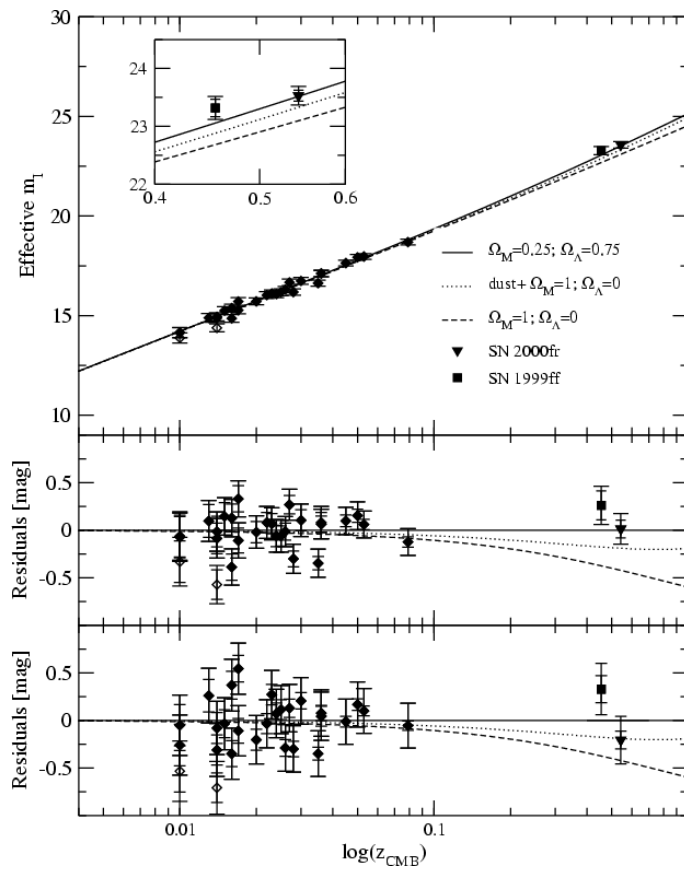 30
25
20
15
10
Effective m_I
24
23
22
0.4
0.5
0.6
Ω_M=0,25; Ω_Λ=0,75
dust+ Ω_M=1; Ω_Λ=0
Ω_M=1; Ω_Λ=0
SN 2000fr
SN 1999ff
Residuals [mag]
0.5
0
-0.5
Residuals [mag]
0.5
0
-0.5
0.01
0.1
log(z_CMB)